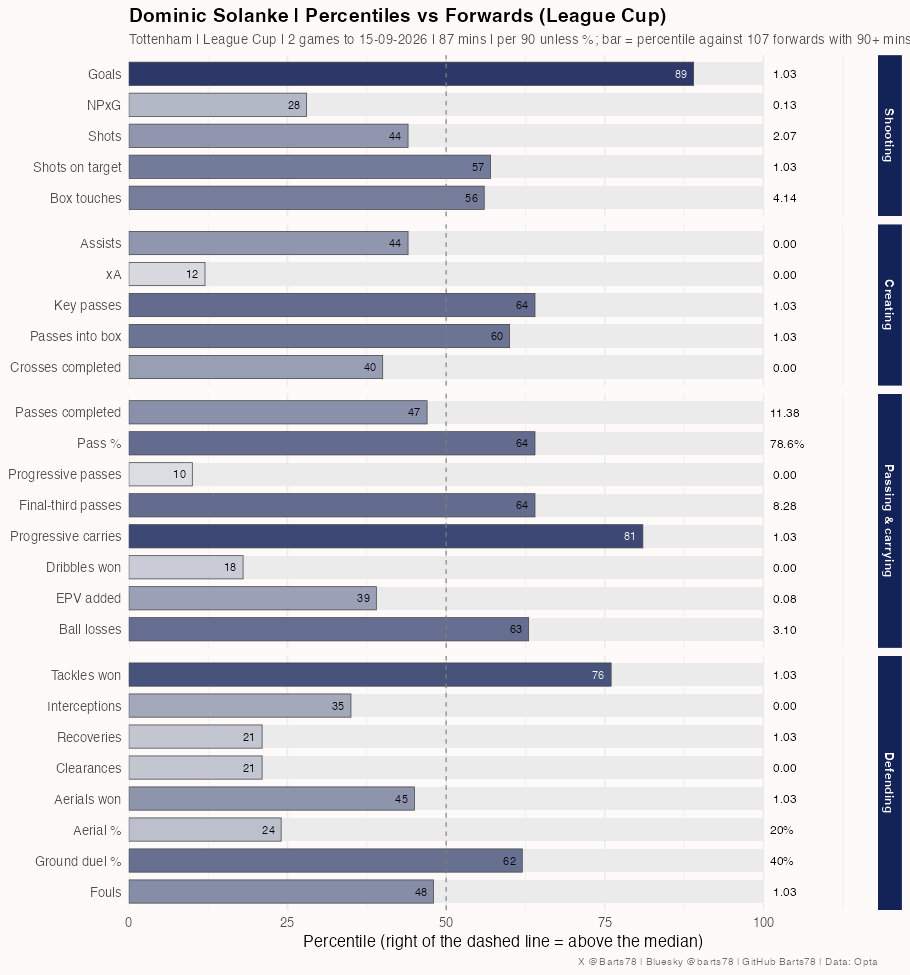 Dominic Solanke | Percentiles vs Forwards (League Cup)
Tottenham | League Cup | 2 games to 15-09-2026 | 87 mins | per 90 unless %; bar = percentile against 107 forwards with 90+ mins
Goals 89 1.03
NPxG 28 0.13
Shots 44 2.07
Shots on target 57 1.03
Box touches 56 4.14
Shooting
Assists 44 0.00
xA 12 0.00
Key passes 64 1.03
Passes into box 60 1.03
Crosses completed 40 0.00
Creating
Passes completed 47 11.38
Pass % 64 78.6%
Progressive passes 10 0.00
Final-third passes 64 8.28
Progressive carries 81 1.03
Dribbles won 18 0.00
EPV added 39 0.08
Ball losses 63 3.10
Passing & carrying
Tackles won 76 1.03
Interceptions 35 0.00
Recoveries 21 1.03
Clearances 21 0.00
Aerials won 45 1.03
Aerial % 24 20%
Ground duel % 62 40%
Fouls 48 1.03
Defending
0 25 50 75 100
Percentile (right of the dashed line = above the median)
X @Barts78 | Bluesky @barts78 | GitHub Barts78 | Data: Opta